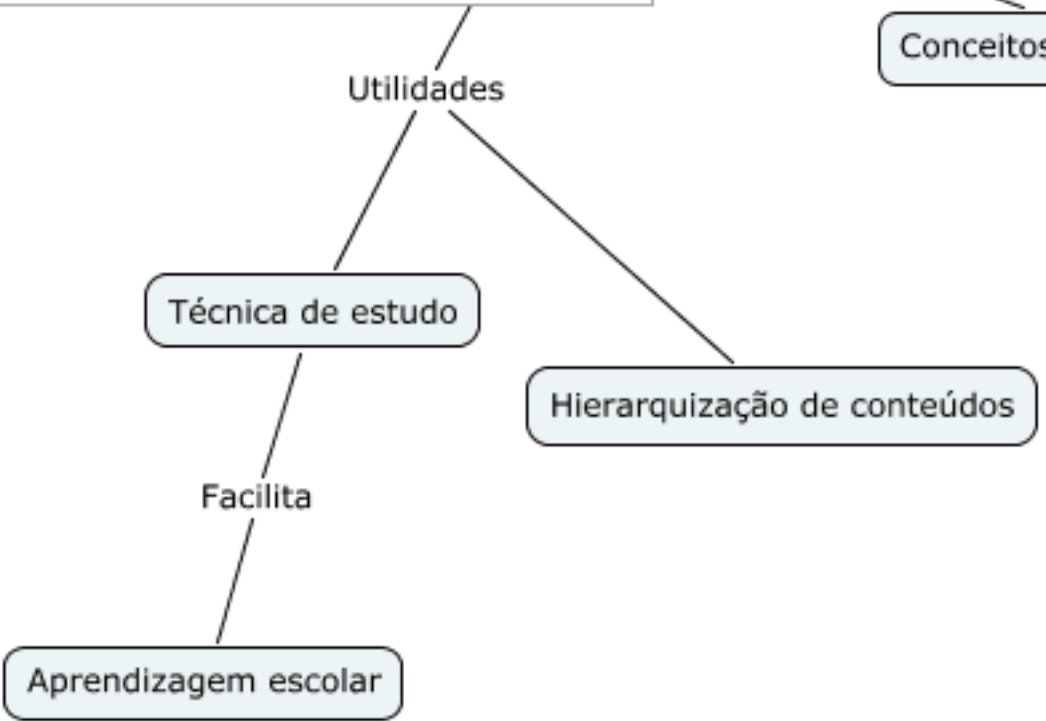 Conceitos
Utilidades
Técnica de estudo
Hierarquização de conteúdos
Facilita
Aprendizagem escolar